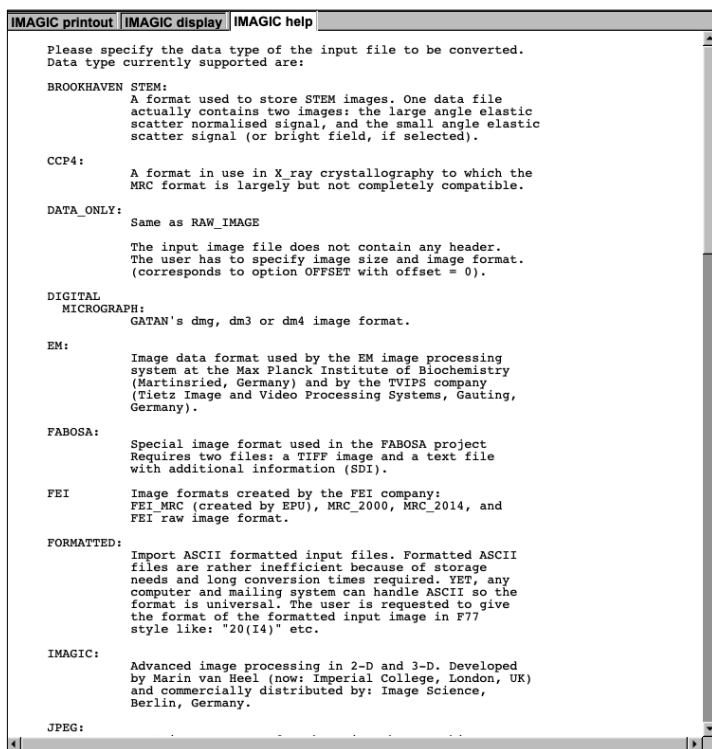 IMAGIC printout IMAGIC display IMAGIC help
Please specify the data type of the input file to be converted.
Data type currently supported are:
BROOKHAVEN STEM:
A format used to store STEM images. One data file
actually contains two images: the large angle elastic
scatter normalised signal, and the small angle elastic
scatter signal (or bright field, if selected).
CCP4:
A format in use in X_ray crystallography to which the
MRC format is largely but not completely compatible.
DATA_ONLY:
Same as RAW_IMAGE
The input image file does not contain any header.
The user has to specify image size and image format.
(corresponds to option OFFSET with offset = 0).
DIGITAL
MICROGRAPH:
GATAN's dmg, dm3 or dm4 image format.
EM:
Image data format used by the EM image processing
system at the Max Planck Institute of Biochemistry
(Martinsried, Germany) and by the TVIPS company
(Tietz Image and Video Processing Systems, Gauting,
Germany).
FABOSA:
Special image format used in the FABOSA project
Requires two files: a TIFF image and a text file
with additional information (SDI).
FEI Image formats created by the FEI company:
FEI_MRC (created by EPU), MRC_2000, MRC_2014, and
FEI raw image format.
FORMATTED:
Import ASCII formatted input files. Formatted ASCII
files are rather inefficient because of storage
needs and long conversion times required. YET, any
computer and mailing system can handle ASCII so the
format is universal. The user is requested to give
the format of the formatted input image in F77
style like: "20(I4)" etc.
IMAGIC:
Advanced image processing in 2-D and 3-D. Developed
by Marin van Heel (now: Imperial College, London, UK)
and commercially distributed by: Image Science,
Berlin, Germany.
JPEG: